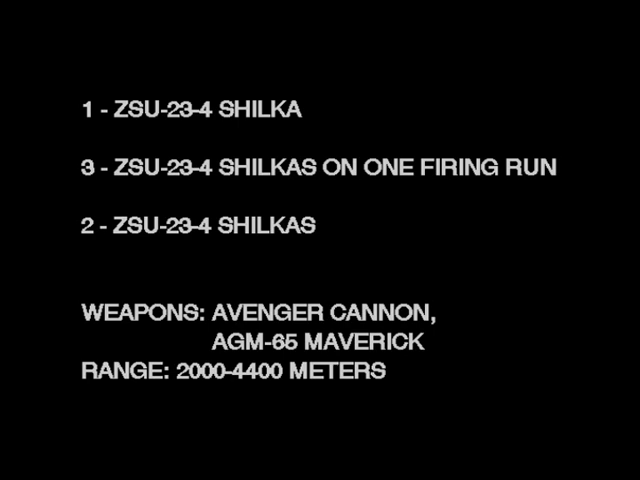 1 - ZSU-23-4 SHILKA
3 - ZSU-23-4 SHILKAS ON ONE FIRING RUN
2 - ZSU-23-4 SHILKAS
WEAPONS: AVENGER CANNON,
AGM-65 MAVERICK
RANGE: 2000-4400 METERS